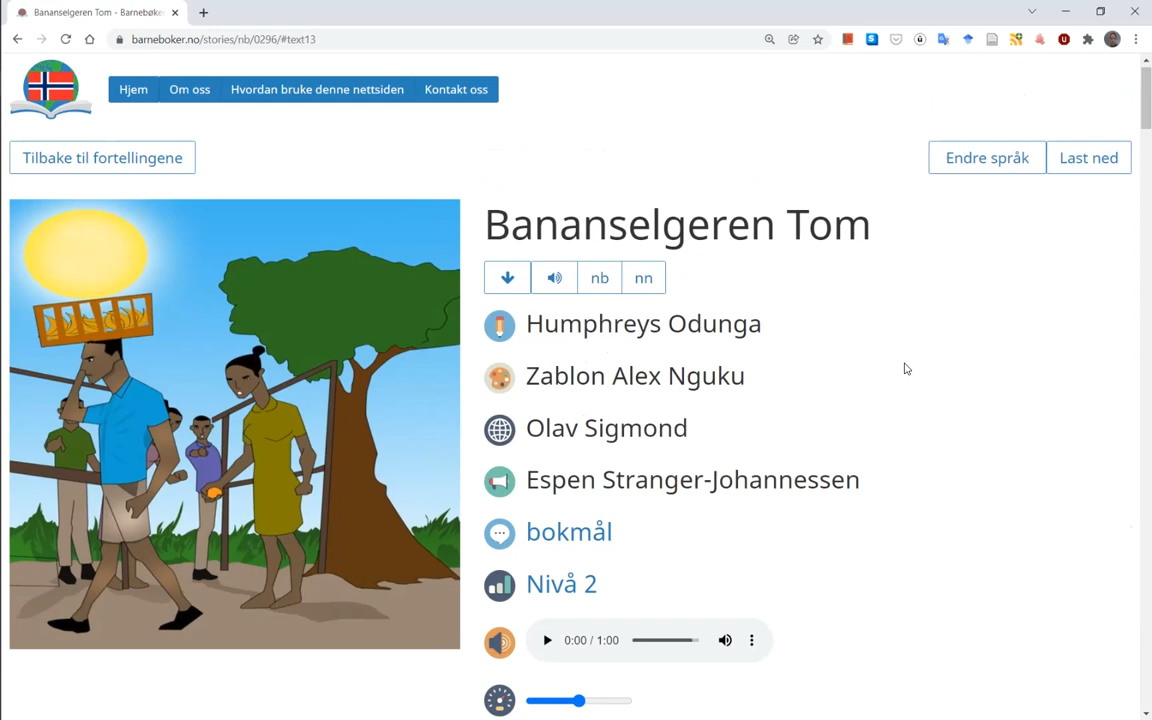 Bananselgeren Tom - Barnebøke
barneboker.no/stories/nb/0296/#text13
Hjem Om oss Hvordan bruke denne nettsiden Kontakt oss
Tilbake til fortellingene Endre språk Last ned
Bananselgeren Tom
nb nn
Humphreys Odunga
Zablon Alex Nguku
Olav Sigmond
Espen Stranger-Johannessen
bokmål
Nivå 2
0:00 / 1:00